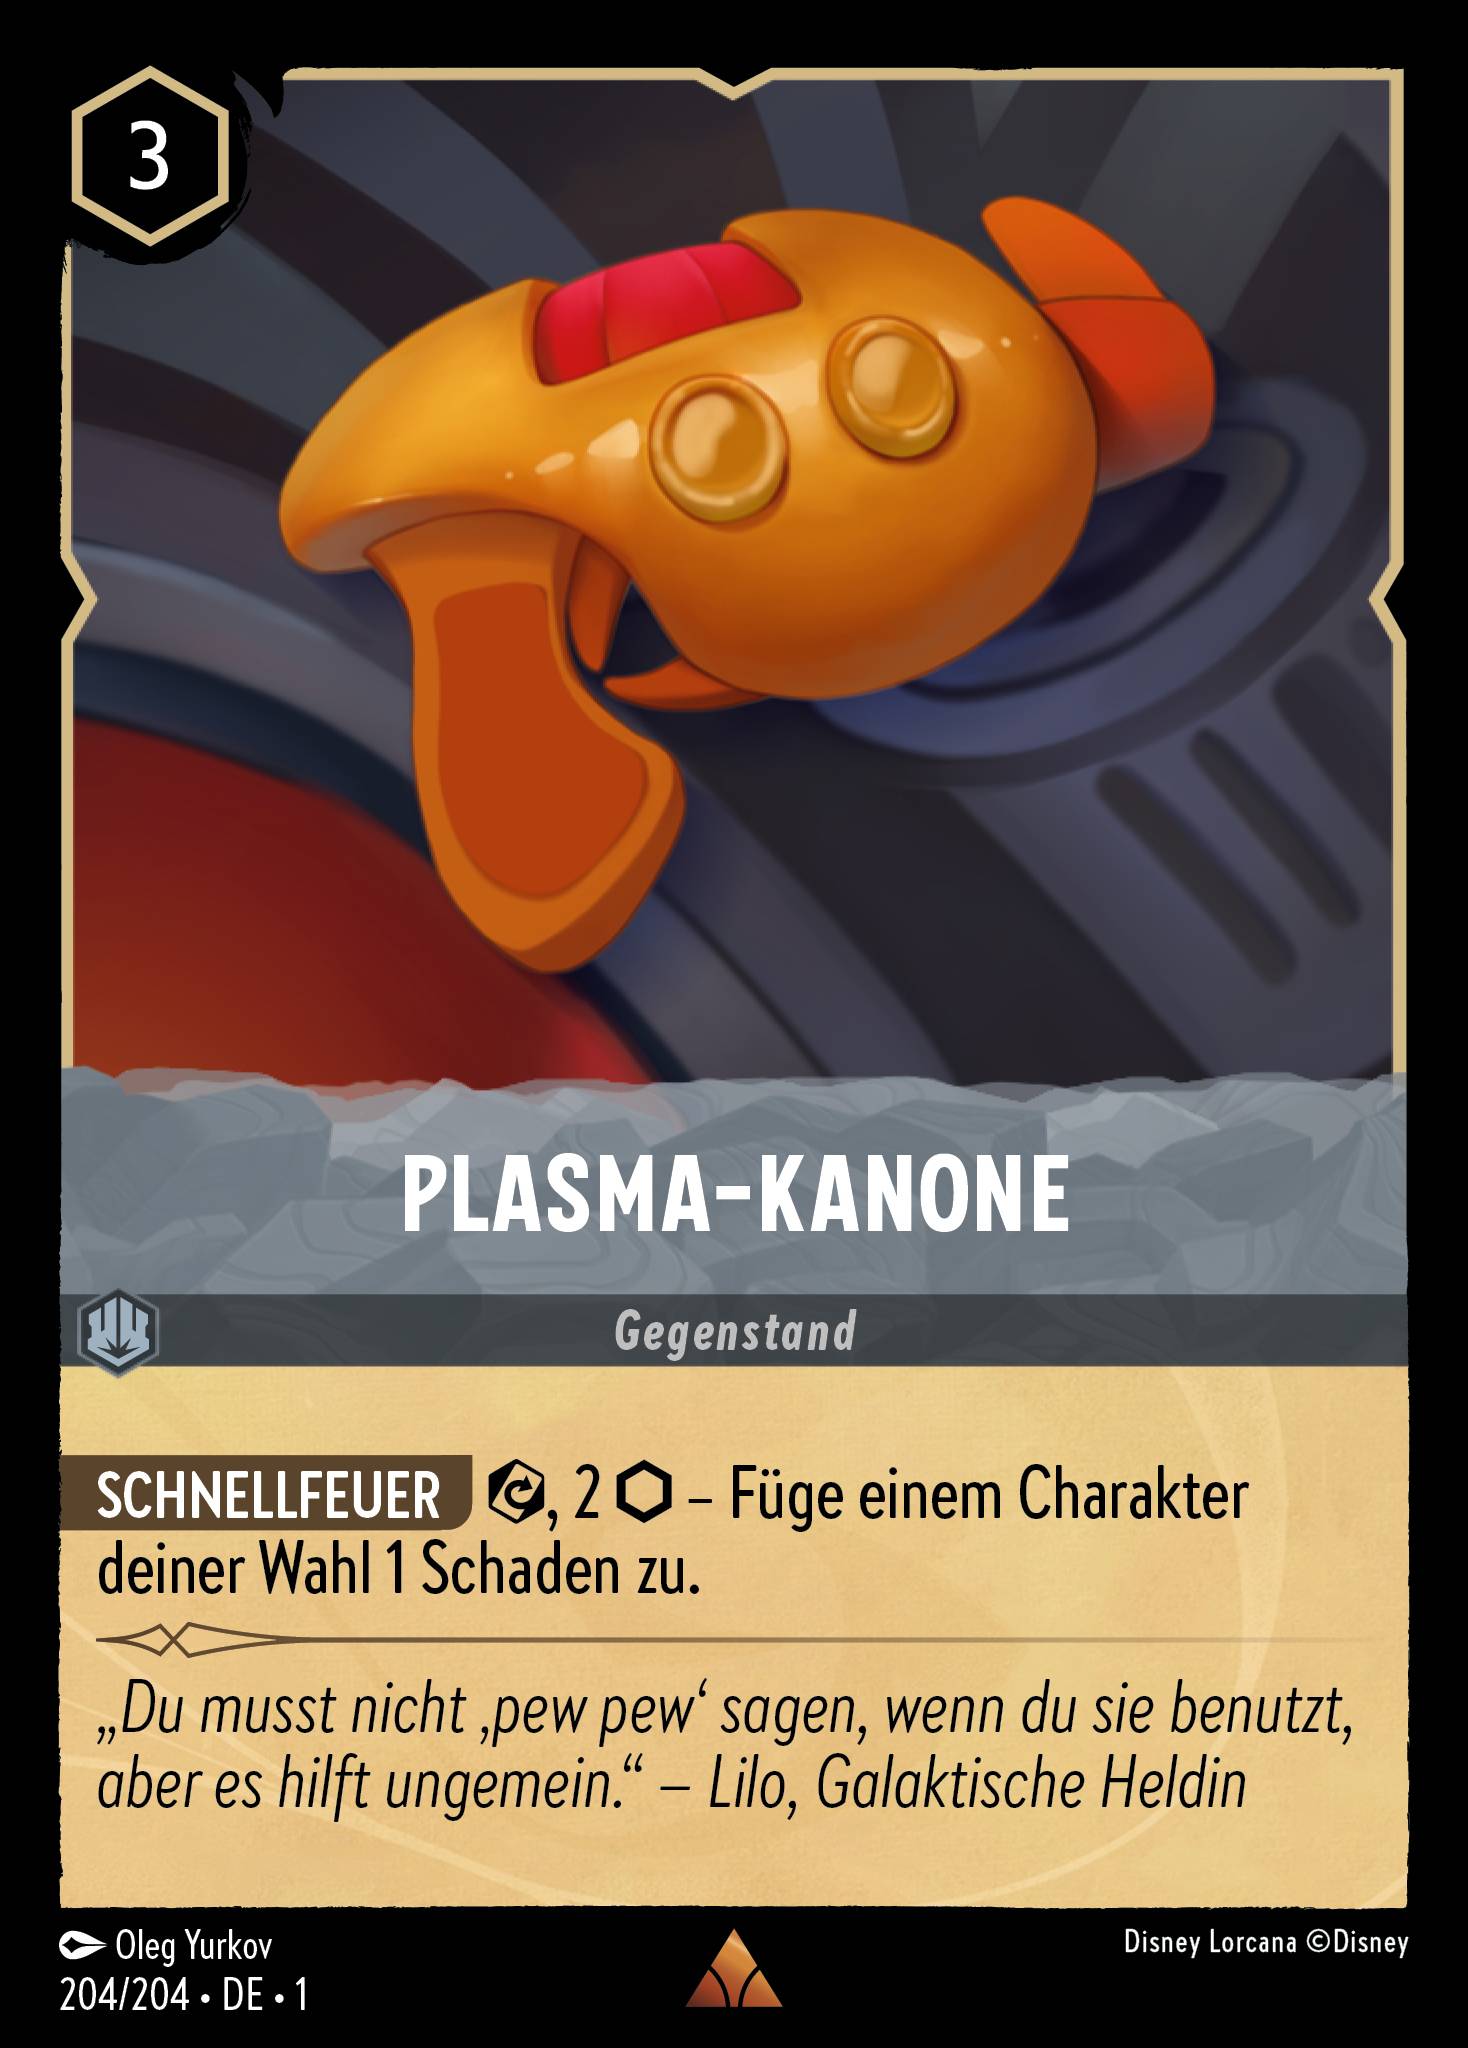 3
PLASMA-KANONE
Gegenstand
SCHNELLFEUER , 2 – Füge einem Charakter
deiner Wahl 1 Schaden zu.
„Du musst nicht ‚pew pew‘ sagen, wenn du sie benutzt,
aber es hilft ungemein.“ – Lilo, Galaktische Heldin
Oleg Yurkov
Disney Lorcana ©Disney
204/204 • DE • 1